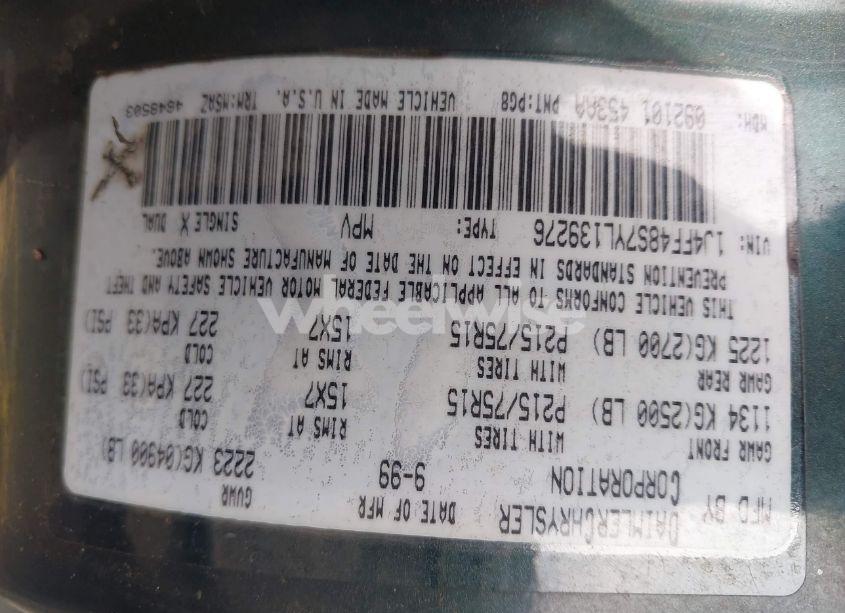 MFD BY DAIMLERCHRYSLER CORPORATION
DATE OF MFR 9-99
GVWR 2223 KG(04900 LB)
GAWR FRONT WITH TIRES RIMS AT COLD
1134 KG(2500 LB) P215/75R15 15X7 227 KPA(33 PSI)
GAWR REAR WITH TIRES RIMS AT COLD
1225 KG(2700 LB) P215/75R15 15X7 227 KPA(33 PSI)
THIS VEHICLE CONFORMS TO ALL APPLICABLE FEDERAL MOTOR VEHICLE SAFETY AND THEFT
PREVENTION STANDARDS IN EFFECT ON THE DATE OF MANUFACTURE SHOWN ABOVE.
VIN: 1J4FF48S7YL139276 TYPE: MPV SINGLE X DUAL
MDH: 092101 453AA PNT:PG8 VEHICLE MADE IN U.S.A. TRM:MSAZ 4648503
wheelwise